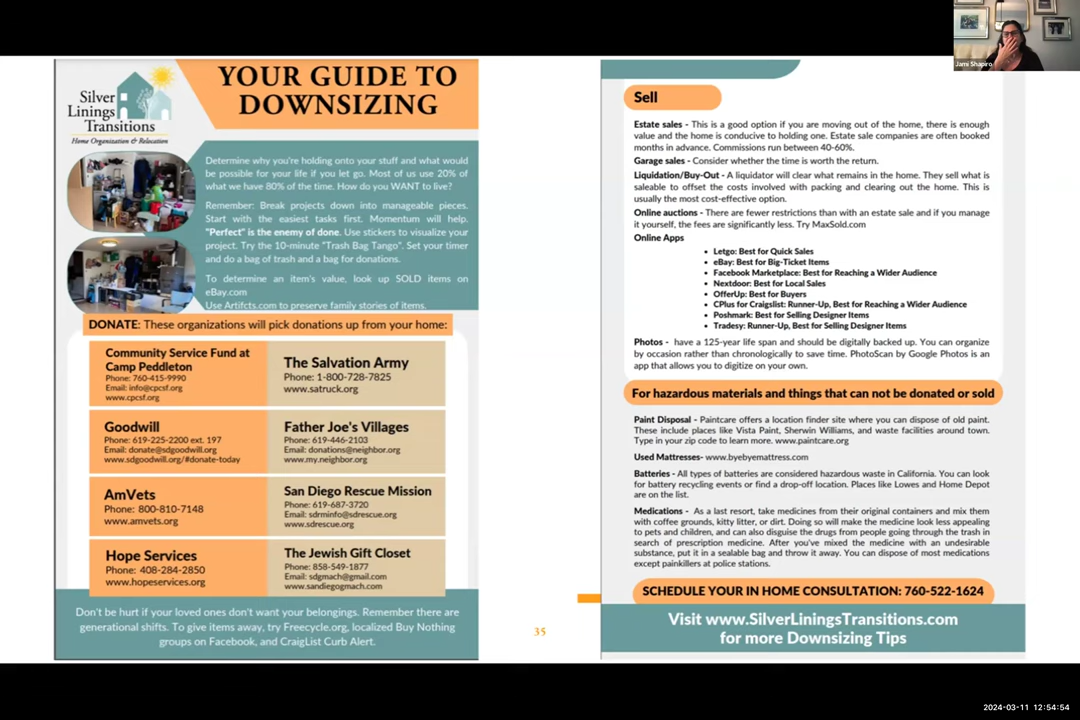 Jami Shapiro
Silver
Linings
Transitions
Home Organization & Relocation
YOUR GUIDE TO
DOWNSIZING
Determine why you're holding onto your stuff and what would
be possible for your life if you let go. Most of us use 20% of
what we have 80% of the time. How do you WANT to live?
Remember: Break projects down into manageable pieces.
Start with the easiest tasks first. Momentum will help.
"Perfect" is the enemy of done. Use stickers to visualize your
project. Try the 10-minute "Trash Bag Tango". Set your timer
and do a bag of trash and a bag for donations.
To determine an item's value, look up SOLD items on
eBay.com
Use Artifcts.com to preserve family stories of items.
DONATE: These organizations will pick donations up from your home:
Community Service Fund at
Camp Peddleton
Phone: 760-415-9990
Email: info@cpcsf.org
www.cpcsf.org
The Salvation Army
Phone: 1-800-728-7825
www.satruck.org
Goodwill
Phone: 619-225-2200 ext. 197
Email: donate@sdgoodwill.org
www.sdgoodwill.org/#donate-today
Father Joe's Villages
Phone: 619-446-2103
Email: donations@neighbor.org
www.my.neighbor.org
AmVets
Phone: 800-810-7148
www.amvets.org
San Diego Rescue Mission
Phone: 619-687-3720
Email: sdrminfo@sdrescue.org
www.sdrescue.org
Hope Services
Phone: 408-284-2850
www.hopeservices.org
The Jewish Gift Closet
Phone: 858-549-1877
Email: sdgmach@gmail.com
www.sandiegogmach.com
Don't be hurt if your loved ones don't want your belongings. Remember there are
generational shifts. To give items away, try Freecycle.org, localized Buy Nothing
groups on Facebook, and CraigList Curb Alert.
35
Sell
Estate sales - This is a good option if you are moving out of the home, there is enough
value and the home is conducive to holding one. Estate sale companies are often booked
months in advance. Commissions run between 40-60%.
Garage sales - Consider whether the time is worth the return.
Liquidation/Buy-Out - A liquidator will clear what remains in the home. They sell what is
saleable to offset the costs involved with packing and clearing out the home. This is
usually the most cost-effective option.
Online auctions - There are fewer restrictions than with an estate sale and if you manage
it yourself, the fees are significantly less. Try MaxSold.com
Online Apps
• Letgo: Best for Quick Sales
• eBay: Best for Big-Ticket Items
• Facebook Marketplace: Best for Reaching a Wider Audience
• Nextdoor: Best for Local Sales
• OfferUp: Best for Buyers
• CPlus for Craigslist: Runner-Up, Best for Reaching a Wider Audience
• Poshmark: Best for Selling Designer Items
• Tradesy: Runner-Up, Best for Selling Designer Items
Photos - have a 125-year life span and should be digitally backed up. You can organize
by occasion rather than chronologically to save time. PhotoScan by Google Photos is an
app that allows you to digitize on your own.
For hazardous materials and things that can not be donated or sold
Paint Disposal - Paintcare offers a location finder site where you can dispose of old paint.
These include places like Vista Paint, Sherwin Williams, and waste facilities around town.
Type in your zip code to learn more. www.paintcare.org
Used Mattresses- www.byebyemattress.com
Batteries - All types of batteries are considered hazardous waste in California. You can look
for battery recycling events or find a drop-off location. Places like Lowes and Home Depot
are on the list.
Medications - As a last resort, take medicines from their original containers and mix them
with coffee grounds, kitty litter, or dirt. Doing so will make the medicine look less appealing
to pets and children, and can also disguise the drugs from people going through the trash in
search of prescription medicine. After you've mixed the medicine with an undesirable
substance, put it in a sealable bag and throw it away. You can dispose of most medications
except painkillers at police stations.
SCHEDULE YOUR IN HOME CONSULTATION: 760-522-1624
Visit www.SilverLiningsTransitions.com
for more Downsizing Tips
2024-03-11 12:54:54